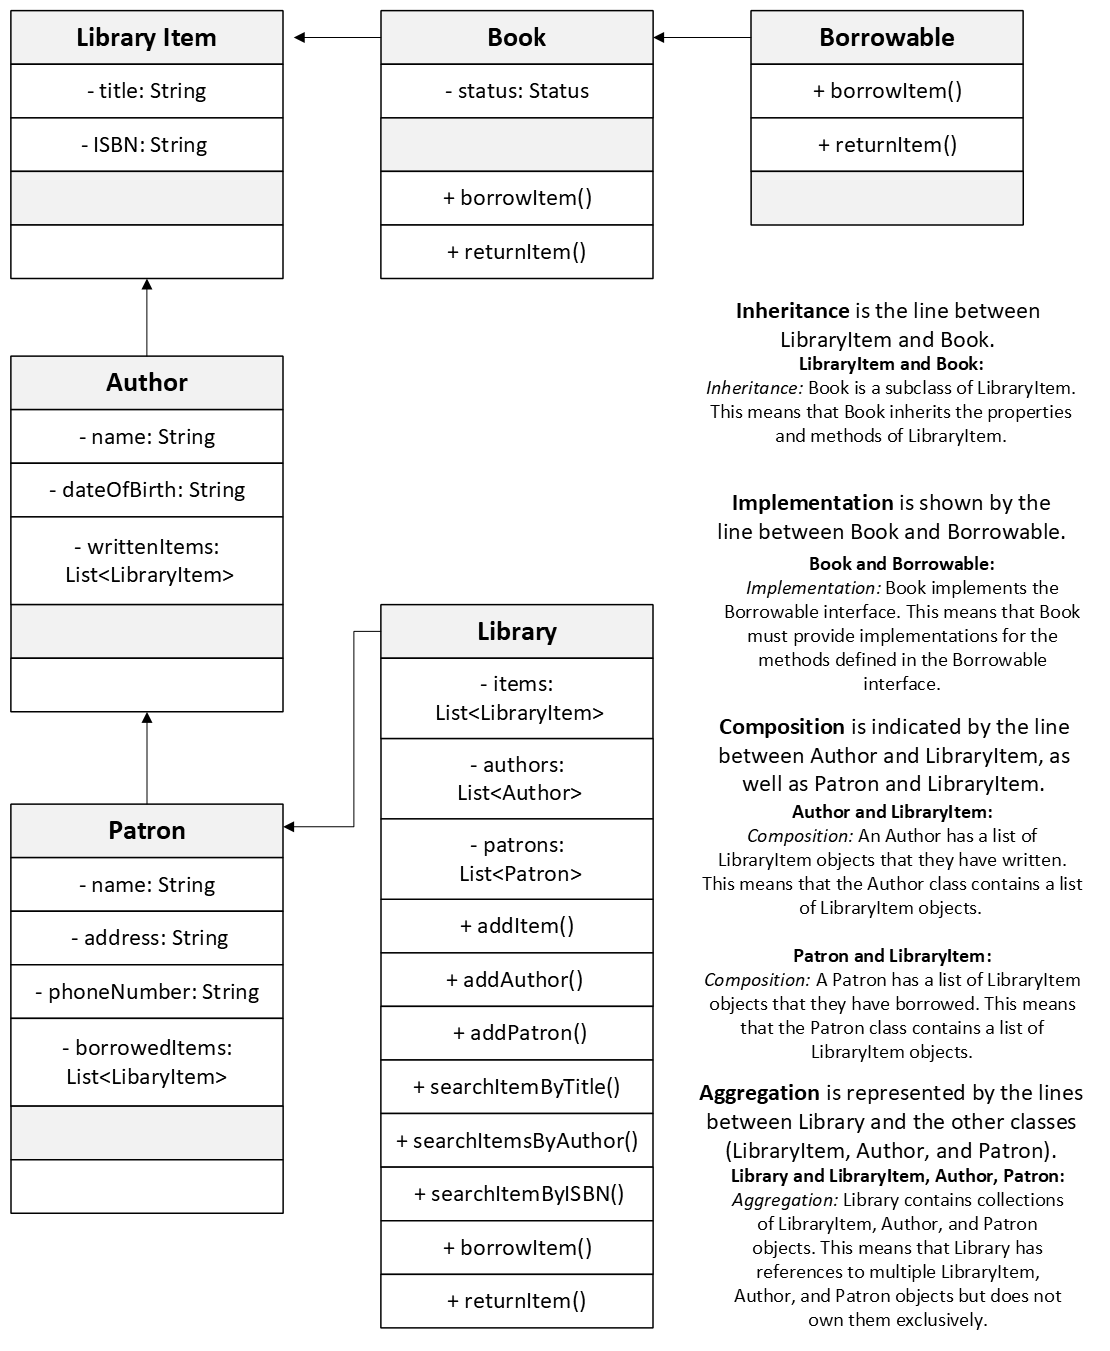 Library Item
- title: String
- ISBN: String
Book
- status: Status
+ borrowItem()
+ returnItem()
Borrowable
+ borrowItem()
+ returnItem()
Author
- name: String
- dateOfBirth: String
- writtenItems:
List<LibraryItem>
Patron
- name: String
- address: String
- phoneNumber: String
- borrowedItems:
List<LibaryItem>
Library
- items:
List<LibraryItem>
- authors:
List<Author>
- patrons:
List<Patron>
+ addItem()
+ addAuthor()
+ addPatron()
+ searchItemByTitle()
+ searchItemsByAuthor()
+ searchItemByISBN()
+ borrowItem()
+ returnItem()
Inheritance is the line between
LibraryItem and Book.
LibraryItem and Book:
Inheritance: Book is a subclass of LibraryItem.
This means that Book inherits the properties
and methods of LibraryItem.
Implementation is shown by the
line between Book and Borrowable.
Book and Borrowable:
Implementation: Book implements the
Borrowable interface. This means that Book
must provide implementations for the
methods defined in the Borrowable
interface.
Composition is indicated by the line
between Author and LibraryItem, as
well as Patron and LibraryItem.
Author and LibraryItem:
Composition: An Author has a list of
LibraryItem objects that they have written.
This means that the Author class contains a list
of LibraryItem objects.
Patron and LibraryItem:
Composition: A Patron has a list of LibraryItem
objects that they have borrowed. This means
that the Patron class contains a list of
LibraryItem objects.
Aggregation is represented by the lines
between Library and the other classes
(LibraryItem, Author, and Patron).
Library and LibraryItem, Author, Patron:
Aggregation: Library contains collections
of LibraryItem, Author, and Patron
objects. This means that Library has
references to multiple LibraryItem,
Author, and Patron objects but does not
own them exclusively.